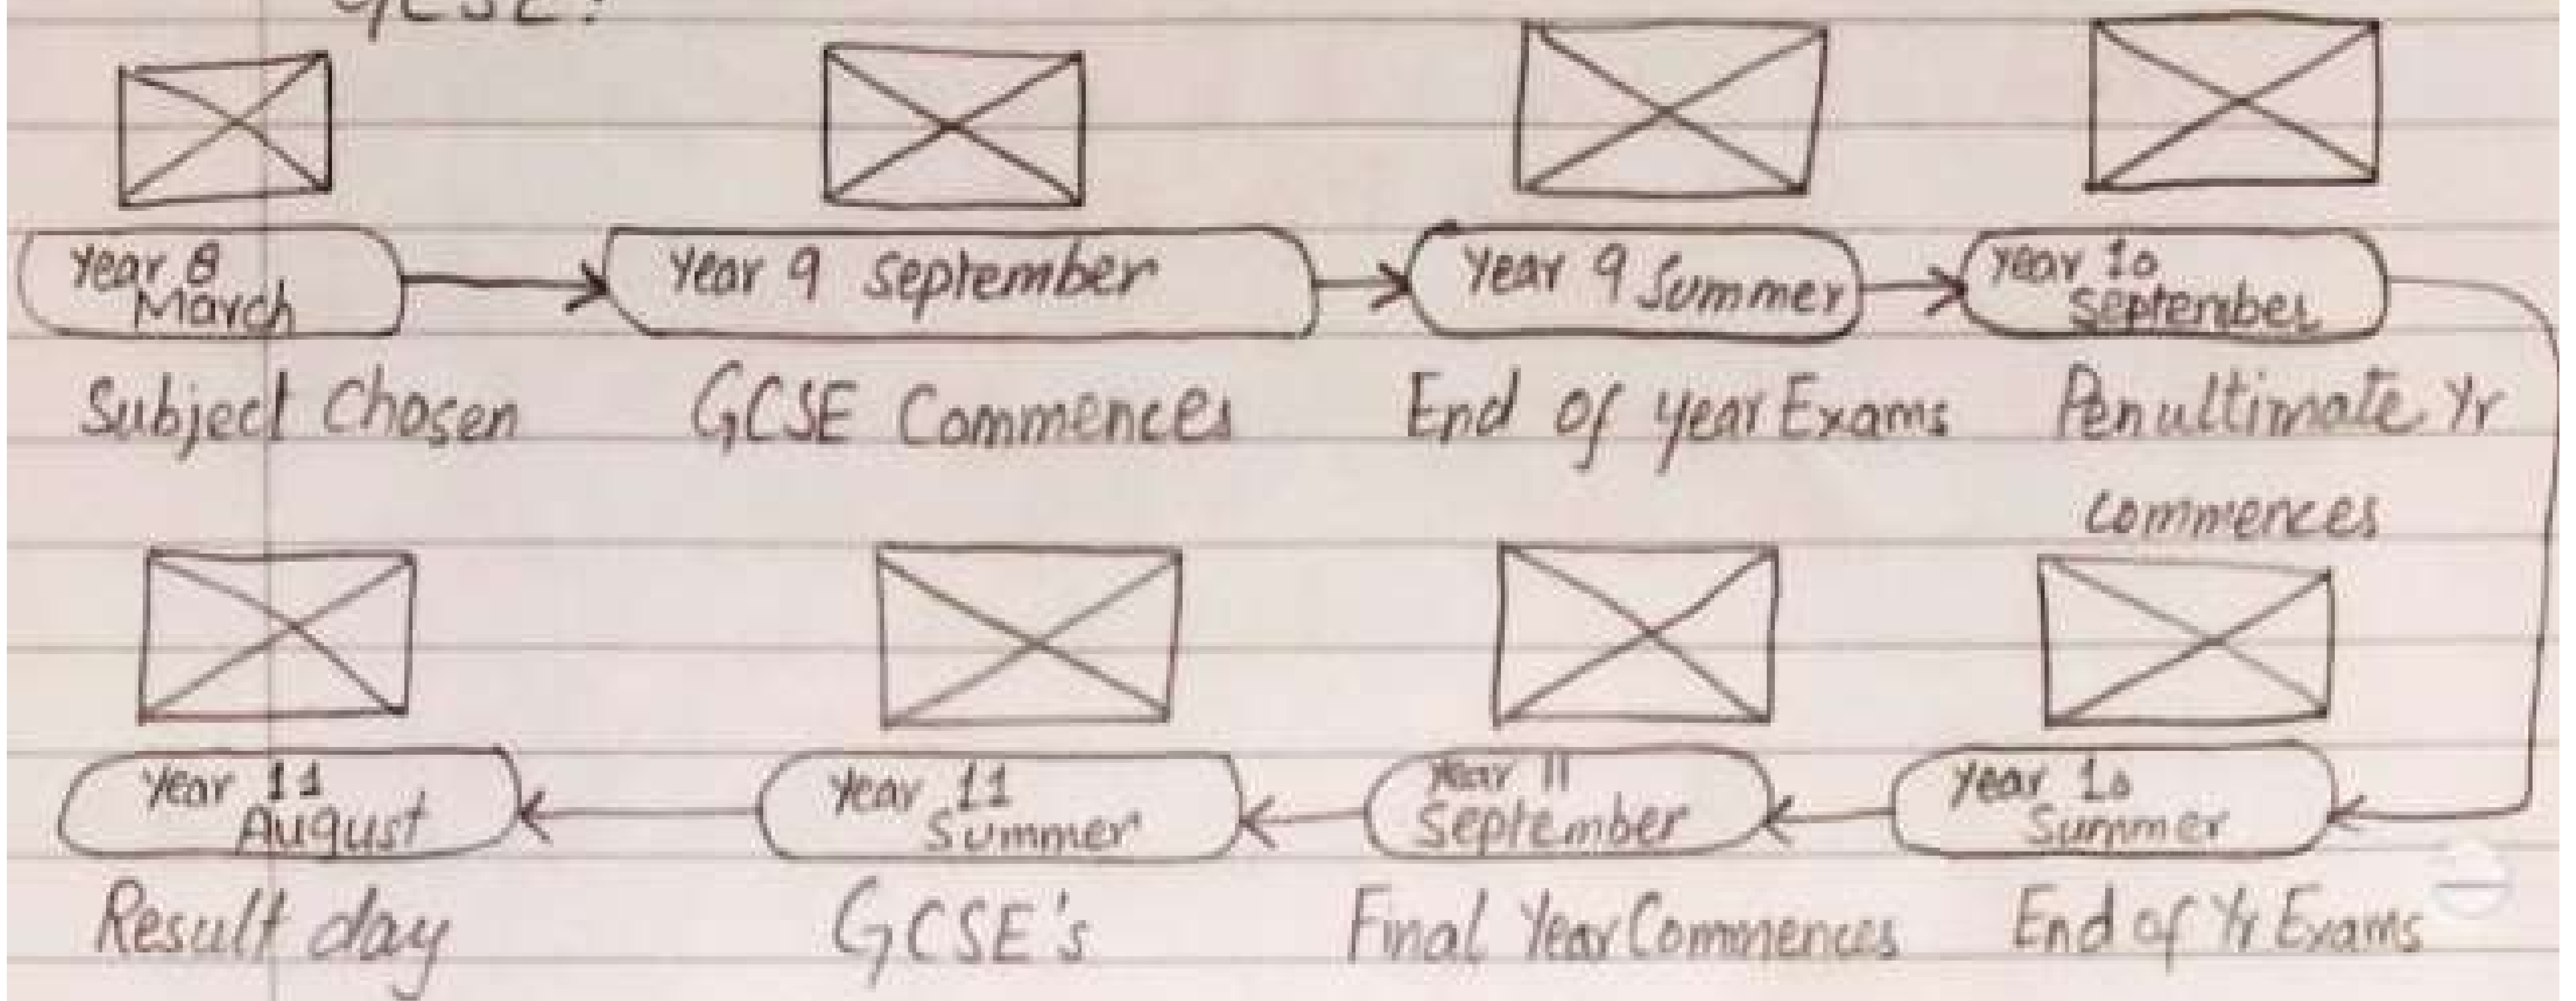 GCSE?
Year 8
March
Year 9 September
Year 9 Summer
Year 10
September
Subject Chosen
GCSE Commences
End of year Exams
Penultimate Yr
commences
Year 11
August
Year 11
Summer
Year 11
September
Year 10
Summer
Result day
GCSE's
Final Year Commences
End of Yr Exams